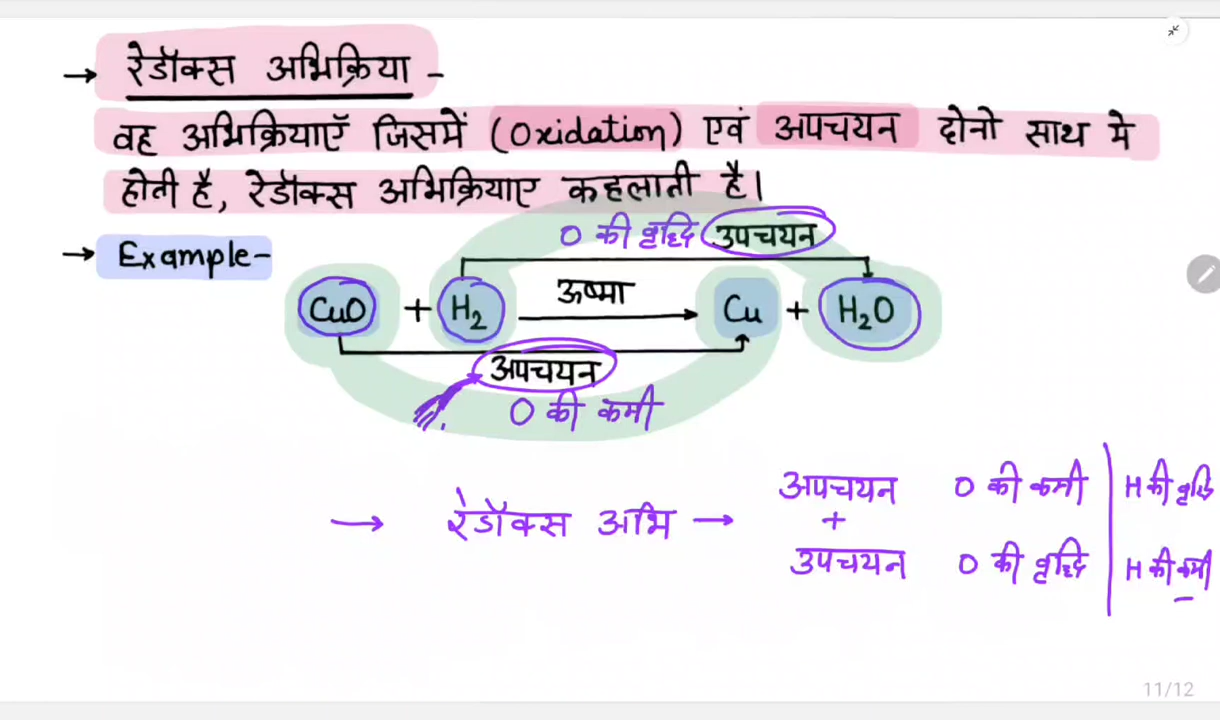 → रेडॉक्स अभिक्रिया -
वह अभिक्रियाएँ जिसमें (Oxidation) एवं अपचयन दोनो साथ मे
होती है, रेडॉक्स अभिक्रियाए कहलाती है।
O की वृद्धि उपचयन
→ Example-
CuO + H₂ ऊष्मा → Cu + H₂O
अपचयन
O की कमी
अपचयन O की कमी | H की वृद्धि
→ रेडॉक्स अभि → +
उपचयन O की वृद्धि | H की कमी
11/12